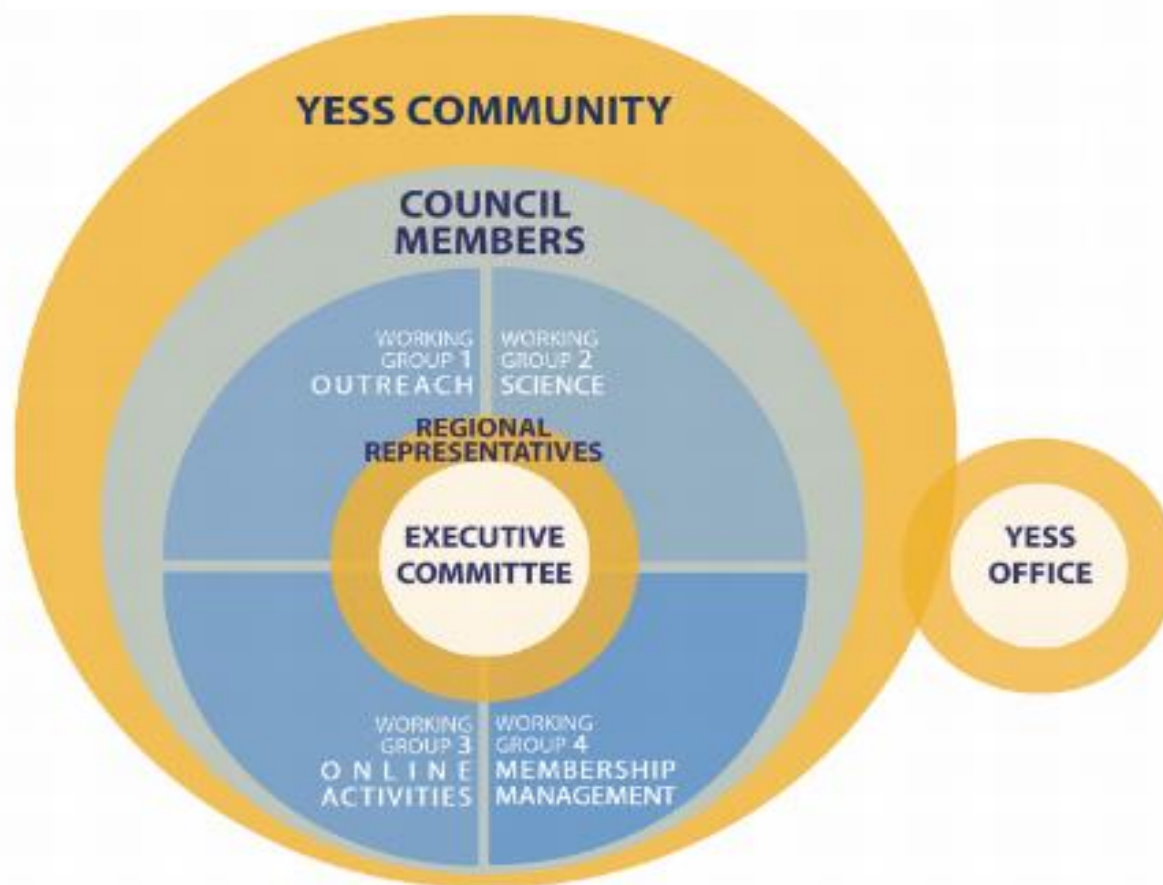 YESS COMMUNITY
COUNCIL
MEMBERS
WORKING
GROUP 1
OUTREACH
WORKING
GROUP 2
SCIENCE
REGIONAL
REPRESENTATIVES
EXECUTIVE
COMMITTEE
YESS
OFFICE
WORKING
GROUP 3
ONLINE
ACTIVITIES
WORKING
GROUP 4
MEMBERSHIP
MANAGEMENT